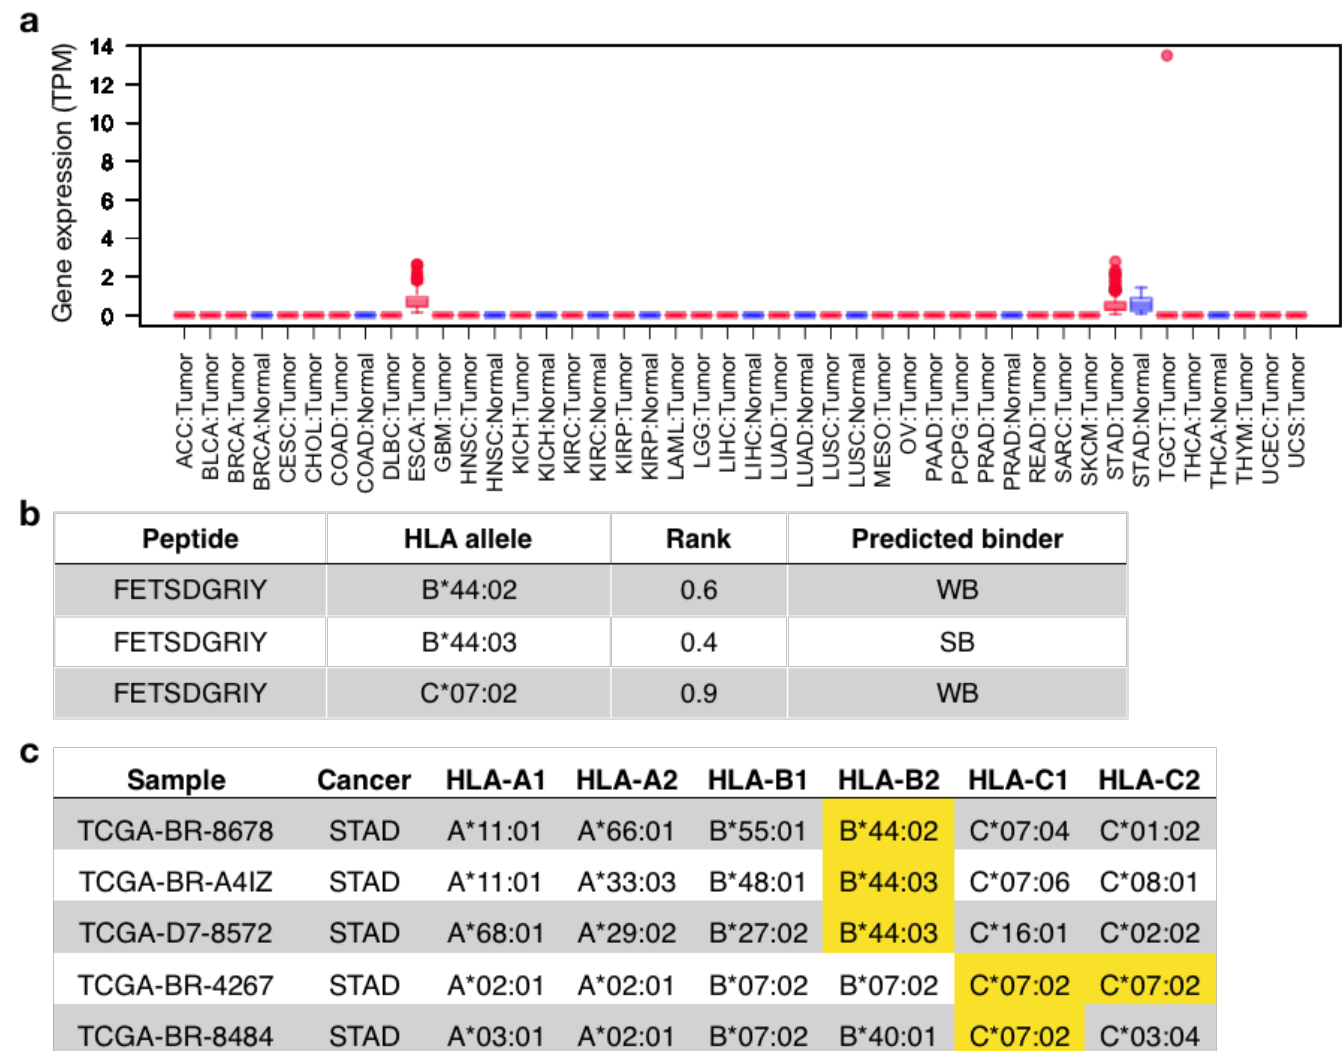 a
Gene expression (TPM)
14
12
10
8
6
4
2
0
ACC:Tumor
BLCA:Tumor
BRCA:Tumor
BRCA:Normal
CESC:Tumor
CHOL:Tumor
COAD:Tumor
COAD:Normal
DLBC:Tumor
ESCA:Tumor
GBM:Tumor
HNSC:Tumor
HNSC:Normal
KICH:Tumor
KICH:Normal
KIRC:Tumor
KIRC:Normal
KIRP:Tumor
KIRP:Normal
LAML:Tumor
LGG:Tumor
LIHC:Tumor
LIHC:Normal
LUAD:Tumor
LUAD:Normal
LUSC:Tumor
LUSC:Normal
MESO:Tumor
OV:Tumor
PAAD:Tumor
PCPG:Tumor
PRAD:Tumor
PRAD:Normal
READ:Tumor
SARC:Tumor
SKCM:Tumor
STAD:Tumor
STAD:Normal
TGCT:Tumor
THCA:Tumor
THCA:Normal
THYM:Tumor
UCEC:Tumor
UCS:Tumor
b
Peptide HLA allele Rank Predicted binder
FETSDGRIY B*44:02 0.6 WB
FETSDGRIY B*44:03 0.4 SB
FETSDGRIY C*07:02 0.9 WB
c
Sample Cancer HLA-A1 HLA-A2 HLA-B1 HLA-B2 HLA-C1 HLA-C2
TCGA-BR-8678 STAD A*11:01 A*66:01 B*55:01 B*44:02 C*07:04 C*01:02
TCGA-BR-A4IZ STAD A*11:01 A*33:03 B*48:01 B*44:03 C*07:06 C*08:01
TCGA-D7-8572 STAD A*68:01 A*29:02 B*27:02 B*44:03 C*16:01 C*02:02
TCGA-BR-4267 STAD A*02:01 A*02:01 B*07:02 B*07:02 C*07:02 C*07:02
TCGA-BR-8484 STAD A*03:01 A*02:01 B*07:02 B*40:01 C*07:02 C*03:04